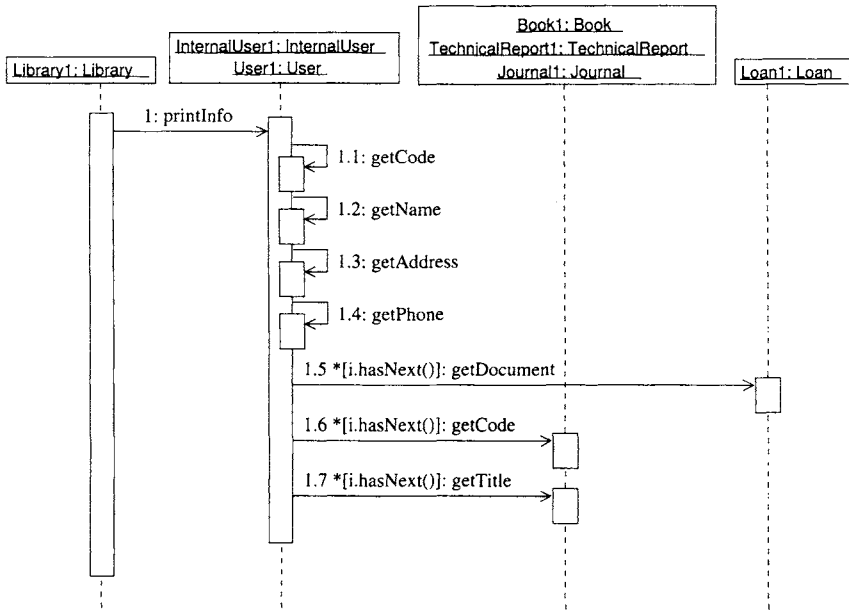 Book1: Book
InternalUser1: InternalUser
TechnicalReport1: TechnicalReport
Library1: Library
User1: User
Journal1: Journal
Loan1: Loan
1: printInfo
1.1: getCode
1.2: getName
1.3: getAddress
1.4: getPhone
1.5 *[i.hasNext()]: getDocument
1.6 *[i.hasNext()]: getCode
1.7 *[i.hasNext()]: getTitle